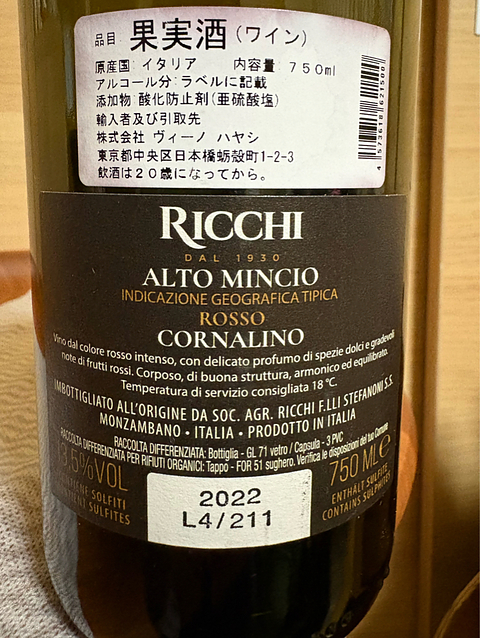 品目: 果実酒(ワイン)
原産国: イタリア 内容量: 750ml
アルコール分: ラベルに記載
添加物: 酸化防止剤(亜硫酸塩)
輸入者及び引取先
株式会社 ヴィーノ ハヤシ
東京都中央区日本橋蛎殻町1-2-3
飲酒は20歳になってから。
4573618621500
RICCHI
DAL 1930
ALTO MINCIO
INDICAZIONE GEOGRAFICA TIPICA
ROSSO
CORNALINO
Vino dal colore rosso intenso, con delicato profumo di spezie dolci e gradevoli
note di frutti rossi. Corposo, di buona struttura, armonico ed equilibrato.
Temperatura di servizio consigliata 18 °C.
IMBOTTIGLIATO ALL'ORIGINE DA SOC. AGR. RICCHI F.LLI STEFANONI S.S.
MONZAMBANO • ITALIA • PRODOTTO IN ITALIA
RACCOLTA DIFFERENZIATA: Bottiglia - GL 71 vetro / Capsula - 3 PVC
RACCOLTA DIFFERENZIATA PER RIFIUTI ORGANICI: Tappo - FOR 51 sughero. Verifica le disposizioni del tuo Comune
3,5%VOL
750 ML e
SOLFITI
SULFITES
ENTHALT SULFITE
CONTAINS SULPHITES
2022
L4/211